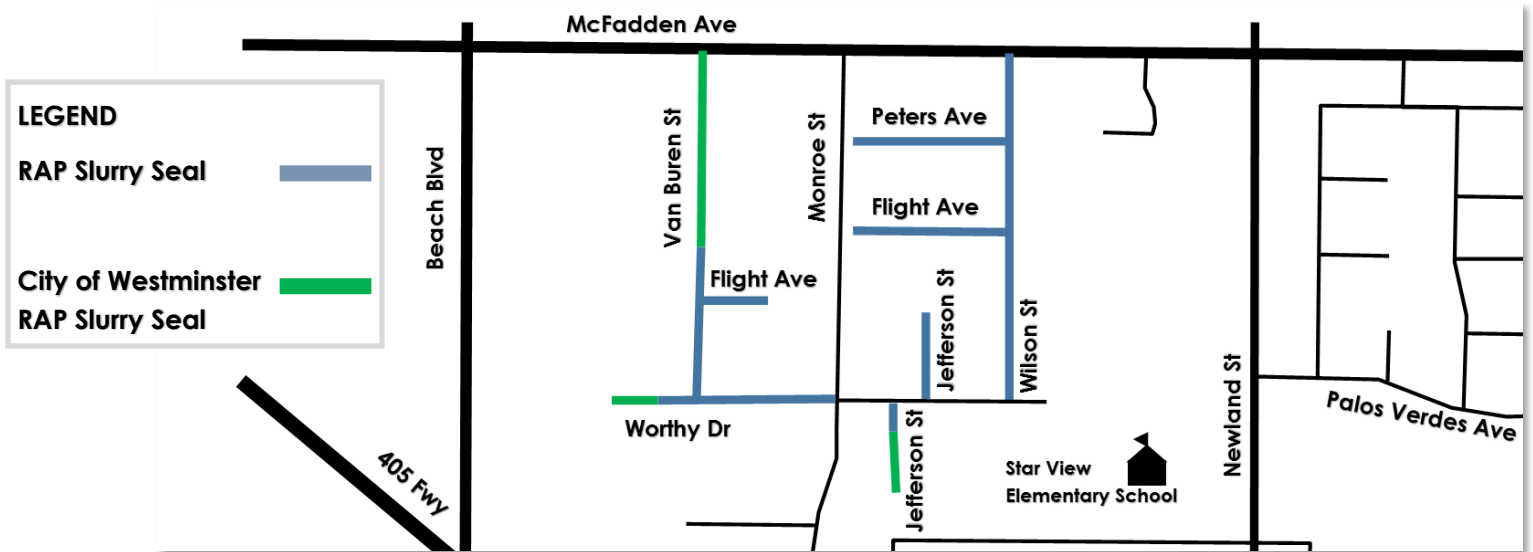 McFadden Ave
LEGEND
RAP Slurry Seal
City of Westminster
RAP Slurry Seal
Beach Blvd
Van Buren St
Monroe St
Peters Ave
Flight Ave
Flight Ave
Jefferson St
Wilson St
Worthy Dr
Jefferson St
405 Fwy
Star View
Elementary School
Newland St
Palos Verdes Ave